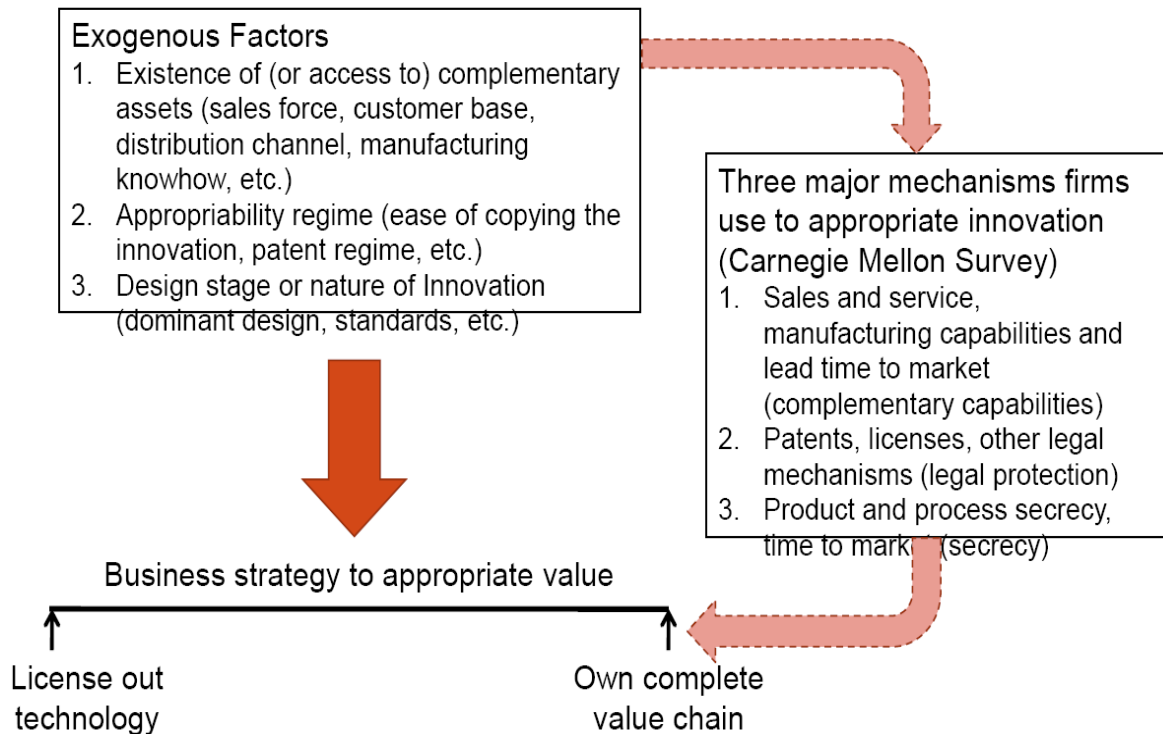 Exogenous Factors
1. Existence of (or access to) complementary
assets (sales force, customer base,
distribution channel, manufacturing
knowhow, etc.)
2. Appropriability regime (ease of copying the
innovation, patent regime, etc.)
3. Design stage or nature of Innovation
(dominant design, standards, etc.)
Three major mechanisms firms
use to appropriate innovation
(Carnegie Mellon Survey)
1. Sales and service,
manufacturing capabilities and
lead time to market
(complementary capabilities)
2. Patents, licenses, other legal
mechanisms (legal protection)
3. Product and process secrecy,
time to market (secrecy)
Business strategy to appropriate value
License out
technology
Own complete
value chain